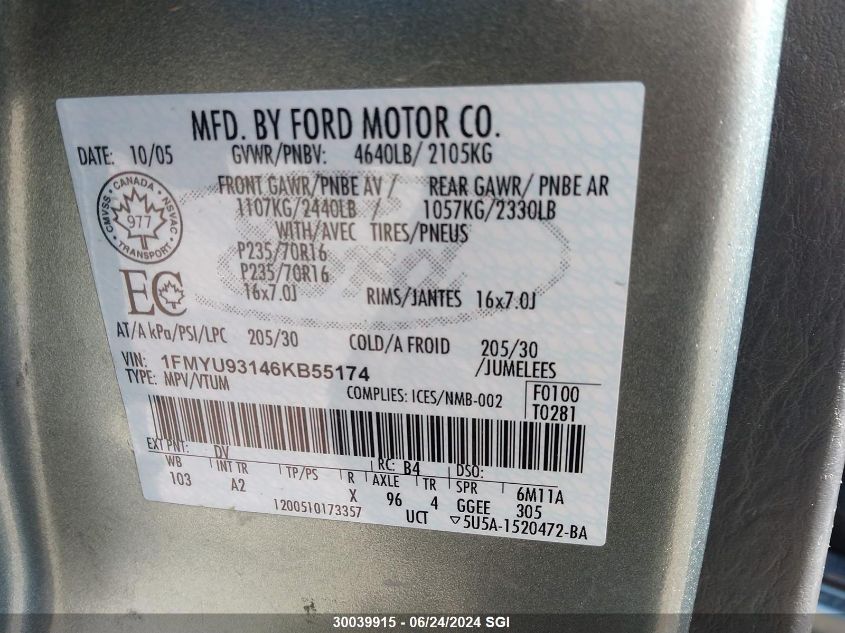 MFD. BY FORD MOTOR CO.
DATE: 10/05 GVWR/PNBV: 4640LB/ 2105KG
FRONT GAWR/PNBE AV / REAR GAWR/ PNBE AR
1107KG/2440LB / 1057KG/2330LB
WITH/AVEC TIRES/PNEUS
P235/70R16
P235/70R16
16x7.0J RIMS/JANTES 16x7.0J
AT/A kPa/PSI/LPC 205/30 COLD/A FROID 205/30
VIN: 1FMYU93146KB55174 /JUMELEES
TYPE: MPV/VTUM
COMPLIES: ICES/NMB-002 F0100
T0281
CANADA
CMVSS NSVAC
977
TRANSPORT
EC
Ford
EXT PNT: DV RC: B4 DSO:
WB INT TR TP/PS R AXLE TR SPR 6M11A
103 A2 X 96 4 GGEE 305
1200510173357 UCT ▽5U5A-1520472-BA
30039915 - 06/24/2024 SGI